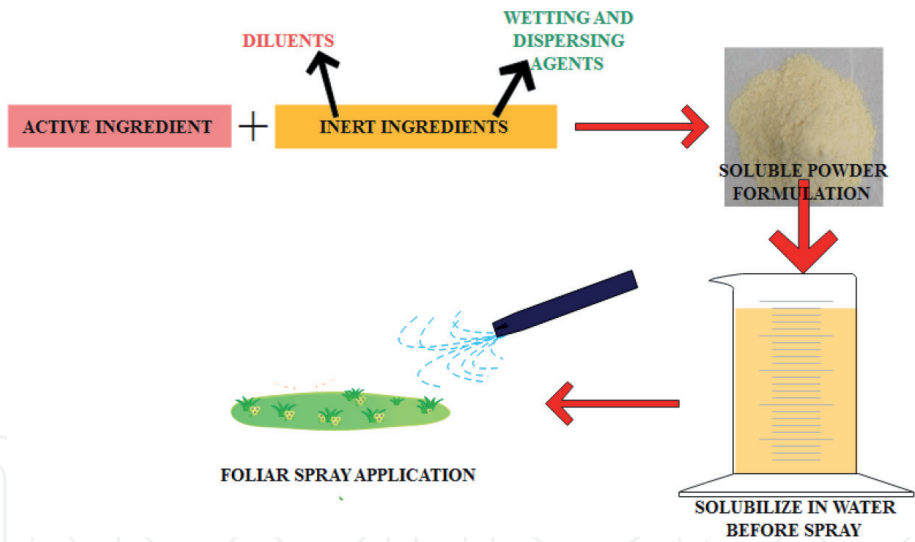 DILUENTS
WETTING AND
DISPERSING
AGENTS
ACTIVE INGREDIENT
+
INERT INGREDIENTS
SOLUBLE POWDER
FORMULATION
SOLUBILIZE IN WATER
BEFORE SPRAY
FOLIAR SPRAY APPLICATION